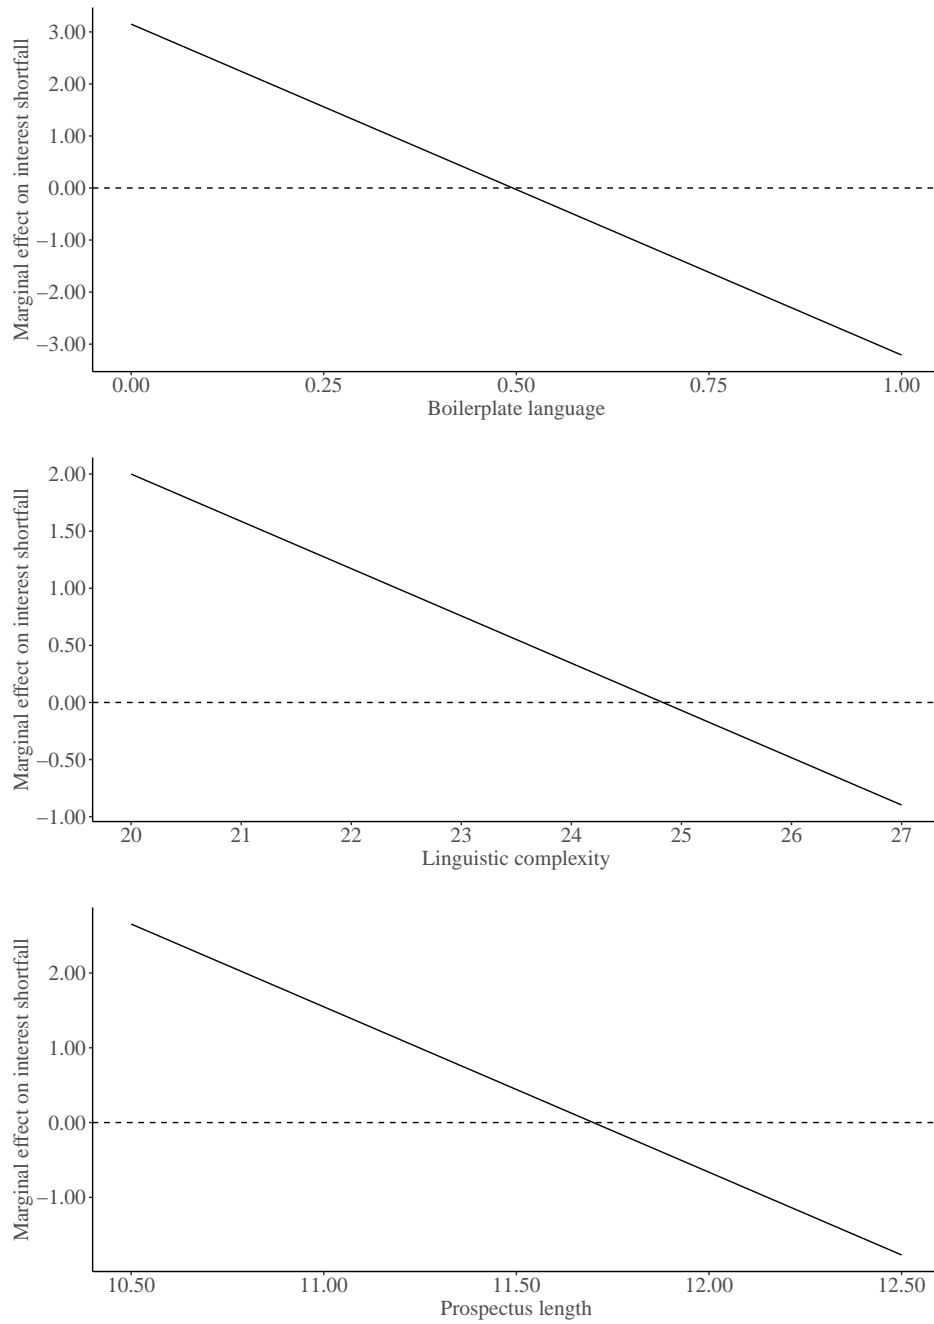 Marginal effect on interest shortfall
3.00
2.00
1.00
0.00
−1.00
−2.00
−3.00
0.00 0.25 0.50 0.75 1.00
Boilerplate language
Marginal effect on interest shortfall
2.00
1.50
1.00
0.50
0.00
−0.50
−1.00
20 21 22 23 24 25 26 27
Linguistic complexity
Marginal effect on interest shortfall
2.00
1.00
0.00
−1.00
10.50 11.00 11.50 12.00 12.50
Prospectus length